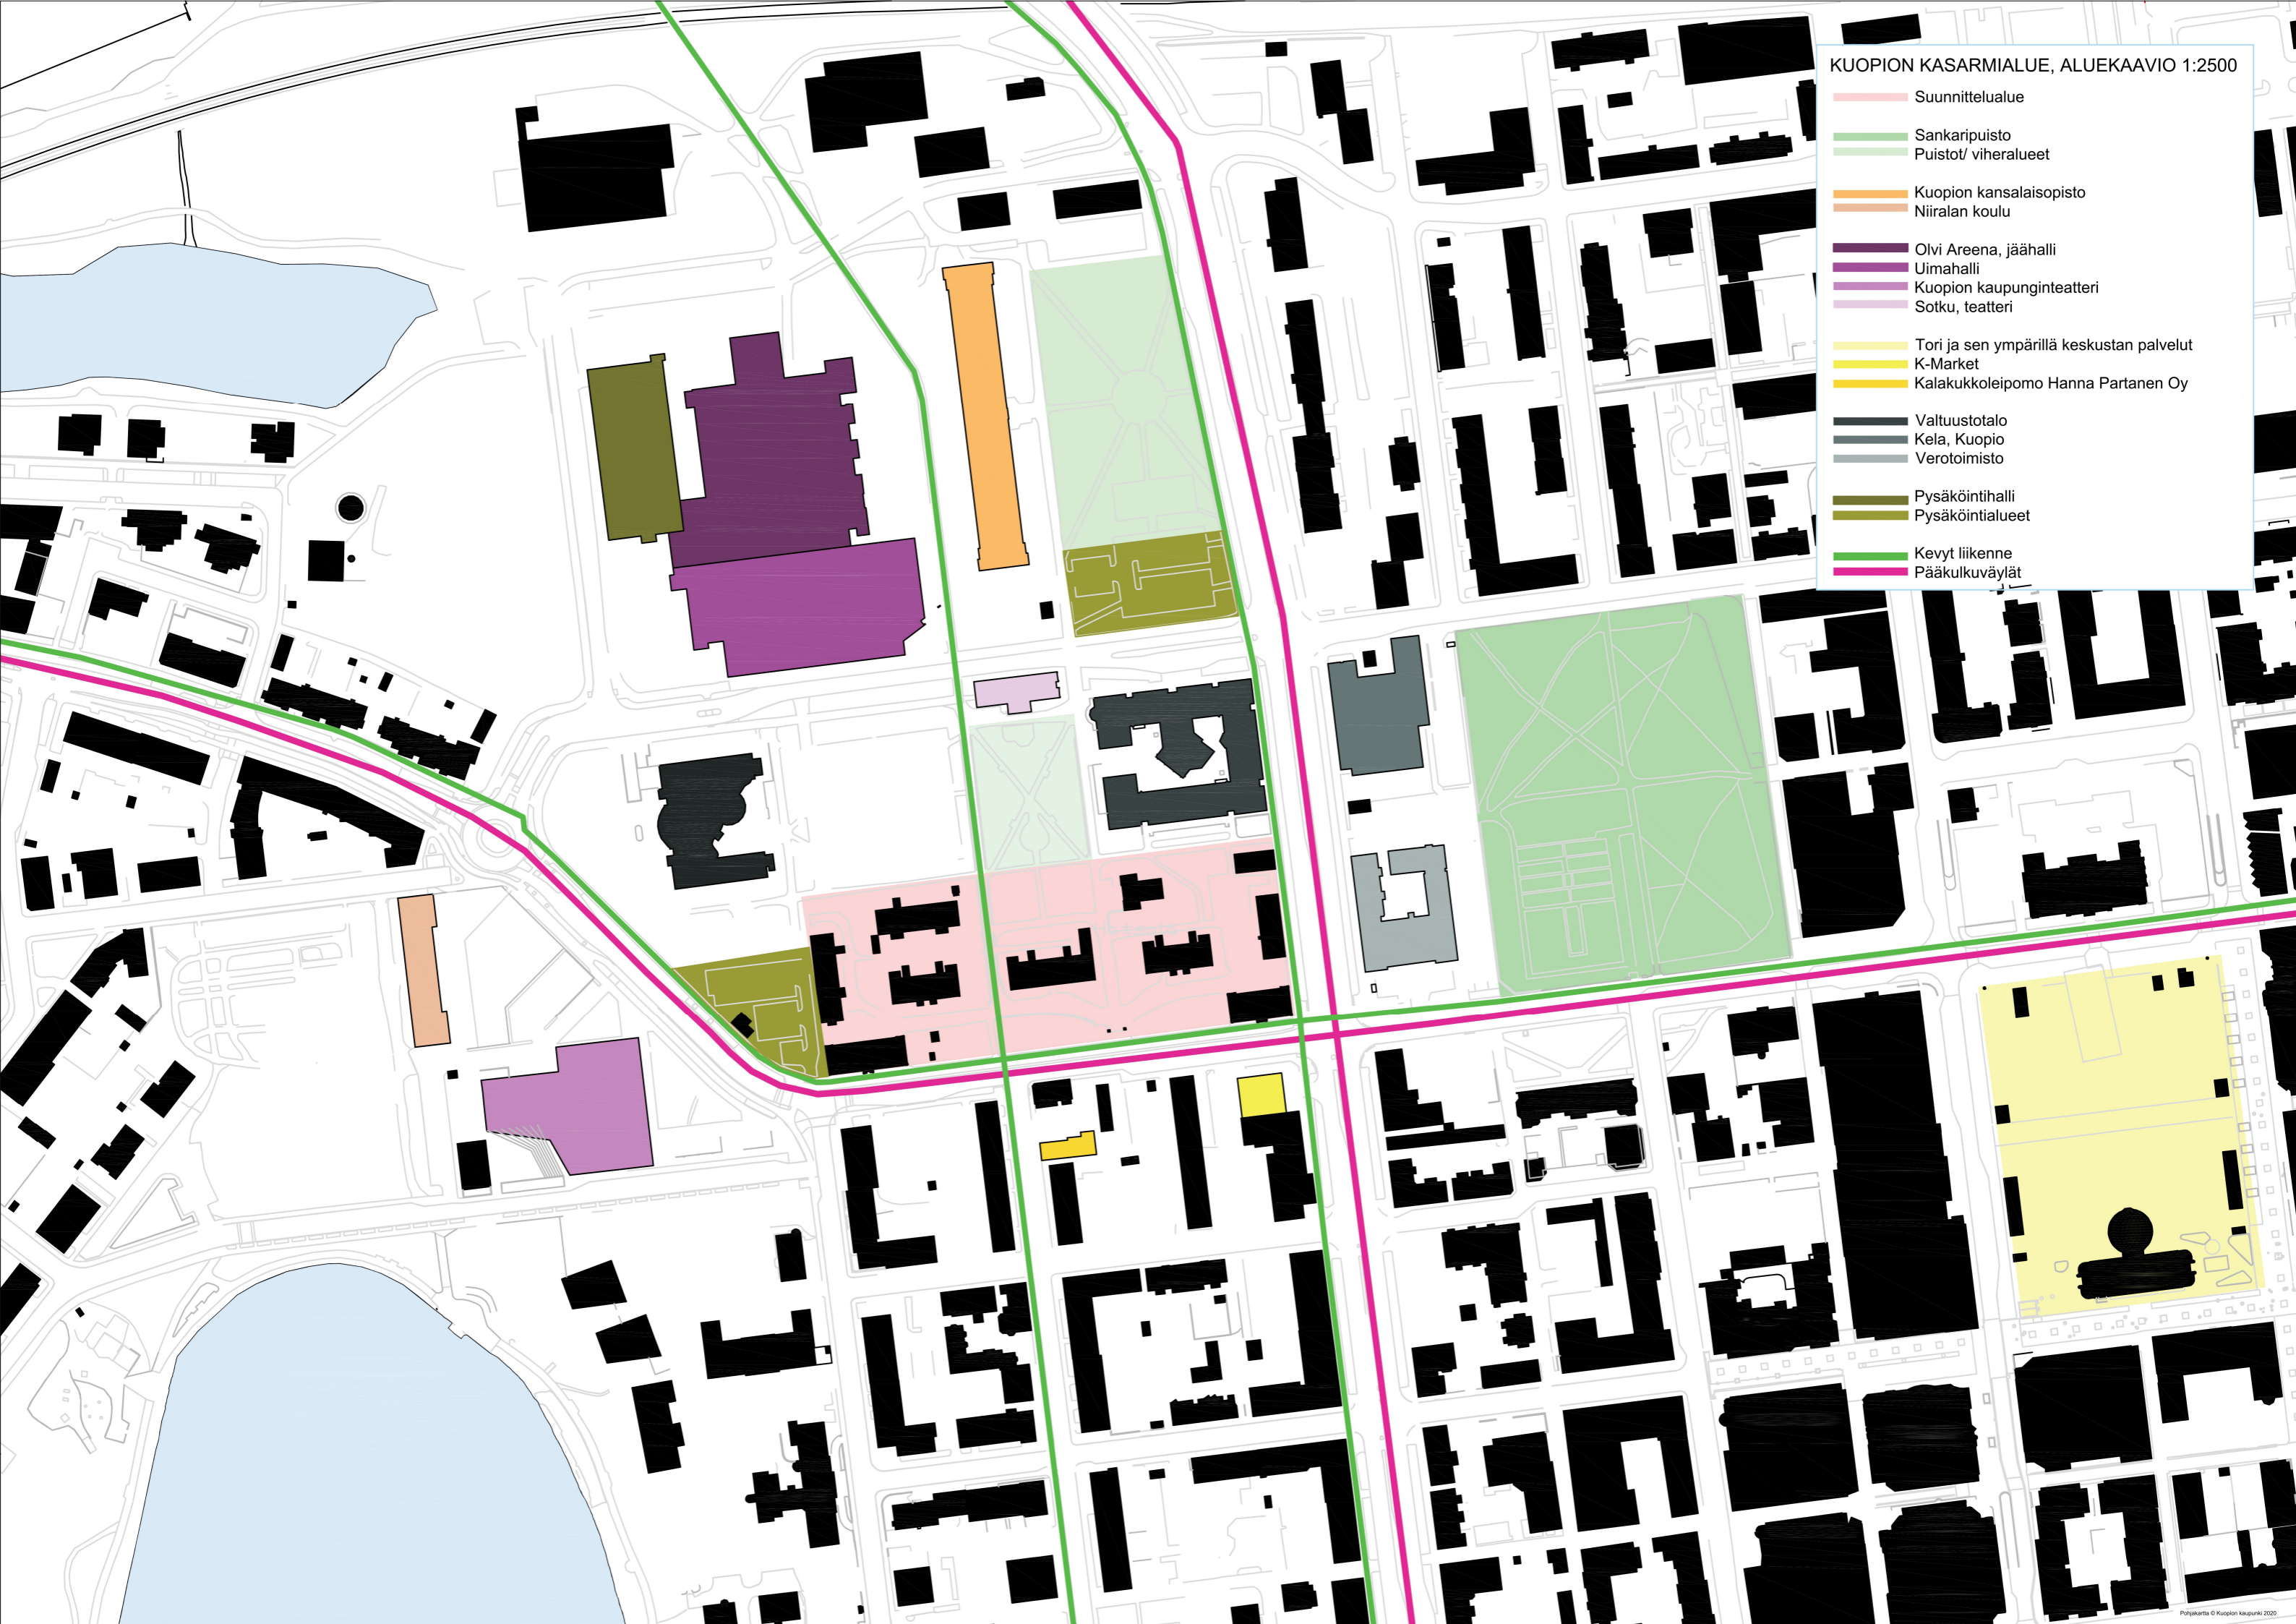 KUOPION KASARMIALUE, ALUEKAAVIO 1:2500
Suunnittelualue
Sankaripuisto
Puistot/ viheralueet
Kuopion kansalaisopisto
Niiralan koulu
Olvi Areena, jäähalli
Uimahalli
Kuopion kaupunginteatteri
Sotku, teatteri
Tori ja sen ympärillä keskustan palvelut
K-Market
Kalakukkoleipomo Hanna Partanen Oy
Valtuustotalo
Kela, Kuopio
Verotoimisto
Pysäköintihalli
Pysäköintialueet
Kevyt liikenne
Pääkulkuväylät
Pohjakartta © Kuopion kaupunki 2020